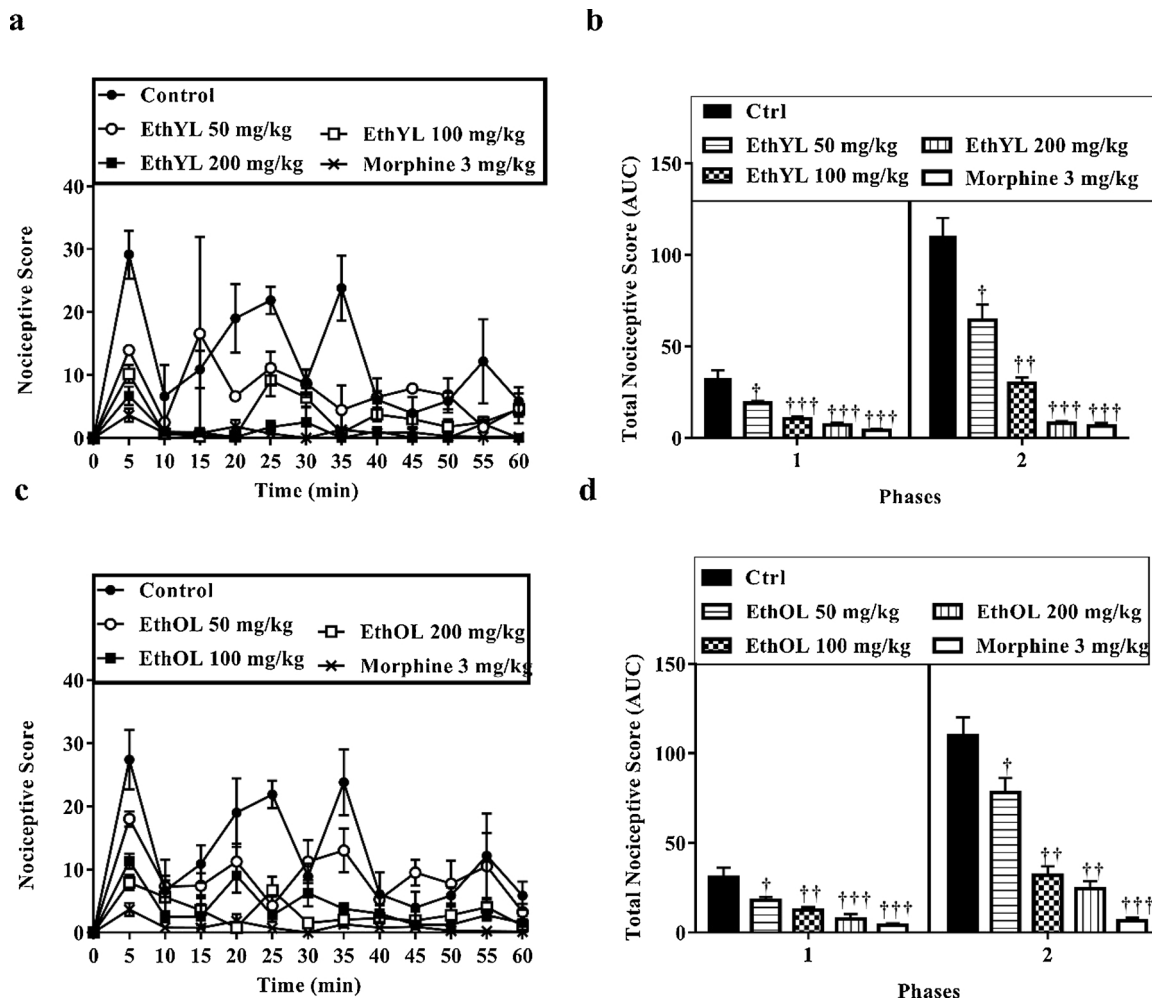 a
Control
EthYL 50 mg/kg
EthYL 100 mg/kg
EthYL 200 mg/kg
Morphine 3 mg/kg
Nociceptive Score
40
30
20
10
0
0 5 10 15 20 25 30 35 40 45 50 55 60
Time (min)
b
Ctrl
EthYL 50 mg/kg
EthYL 200 mg/kg
EthYL 100 mg/kg
Morphine 3 mg/kg
Total Nociceptive Score (AUC)
150
100
50
0
† ††† ††† †††
† †† ††† †††
1 2
Phases
c
Control
EthOL 50 mg/kg
EthOL 200 mg/kg
EthOL 100 mg/kg
Morphine 3 mg/kg
Nociceptive Score
40
30
20
10
0
0 5 10 15 20 25 30 35 40 45 50 55 60
Time (min)
d
Ctrl
EthOL 50 mg/kg
EthOL 200 mg/kg
EthOL 100 mg/kg
Morphine 3 mg/kg
Total Nociceptive Score (AUC)
150
100
50
0
† †† ††† †††
† †† †† †††
1 2
Phases